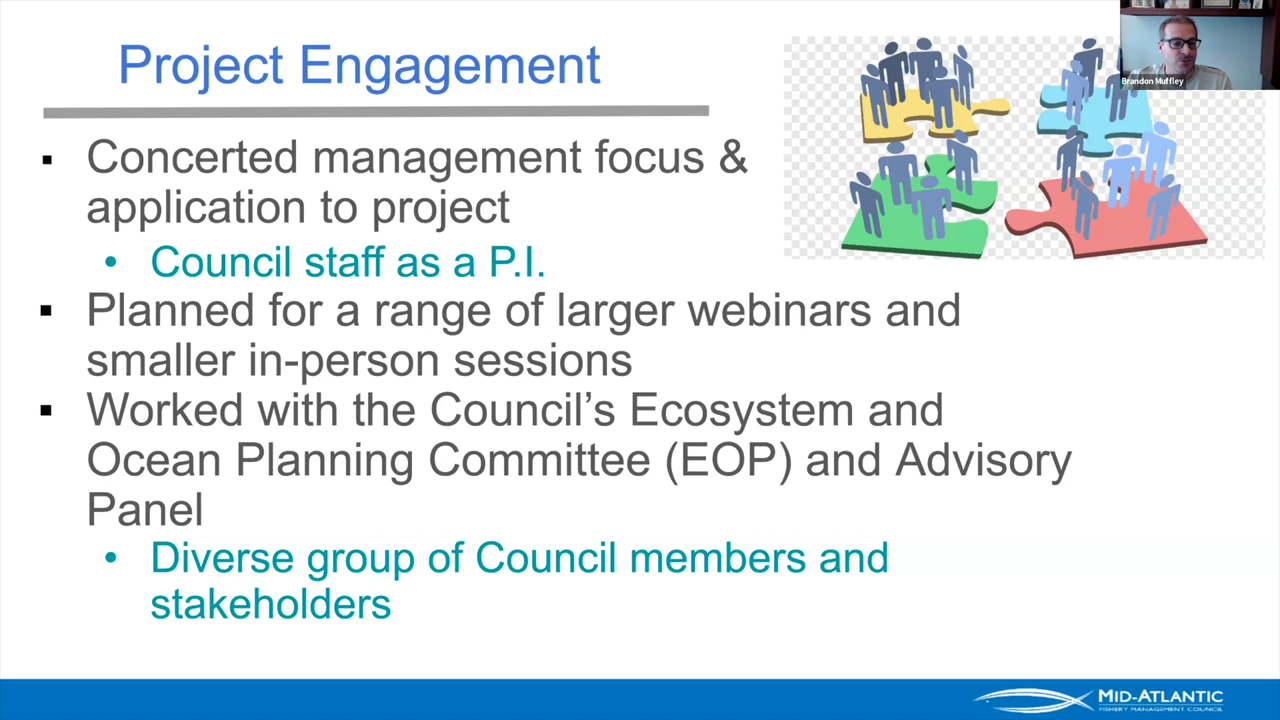 Project Engagement
Brandon Muffley
▪ Concerted management focus &
application to project
• Council staff as a P.I.
▪ Planned for a range of larger webinars and
smaller in-person sessions
▪ Worked with the Council’s Ecosystem and
Ocean Planning Committee (EOP) and Advisory
Panel
• Diverse group of Council members and
stakeholders
MID-ATLANTIC
FISHERY MANAGEMENT COUNCIL